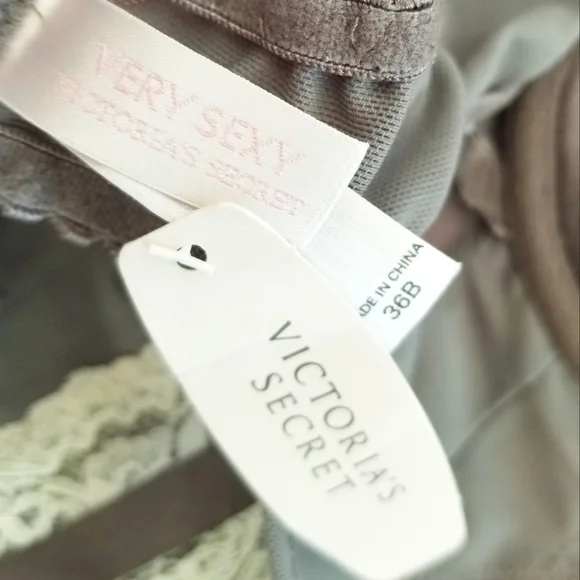 VERY SEXY
VICTORIA'S SECRET
ADE IN CHINA
36B
VICTORIA'S
SECRET